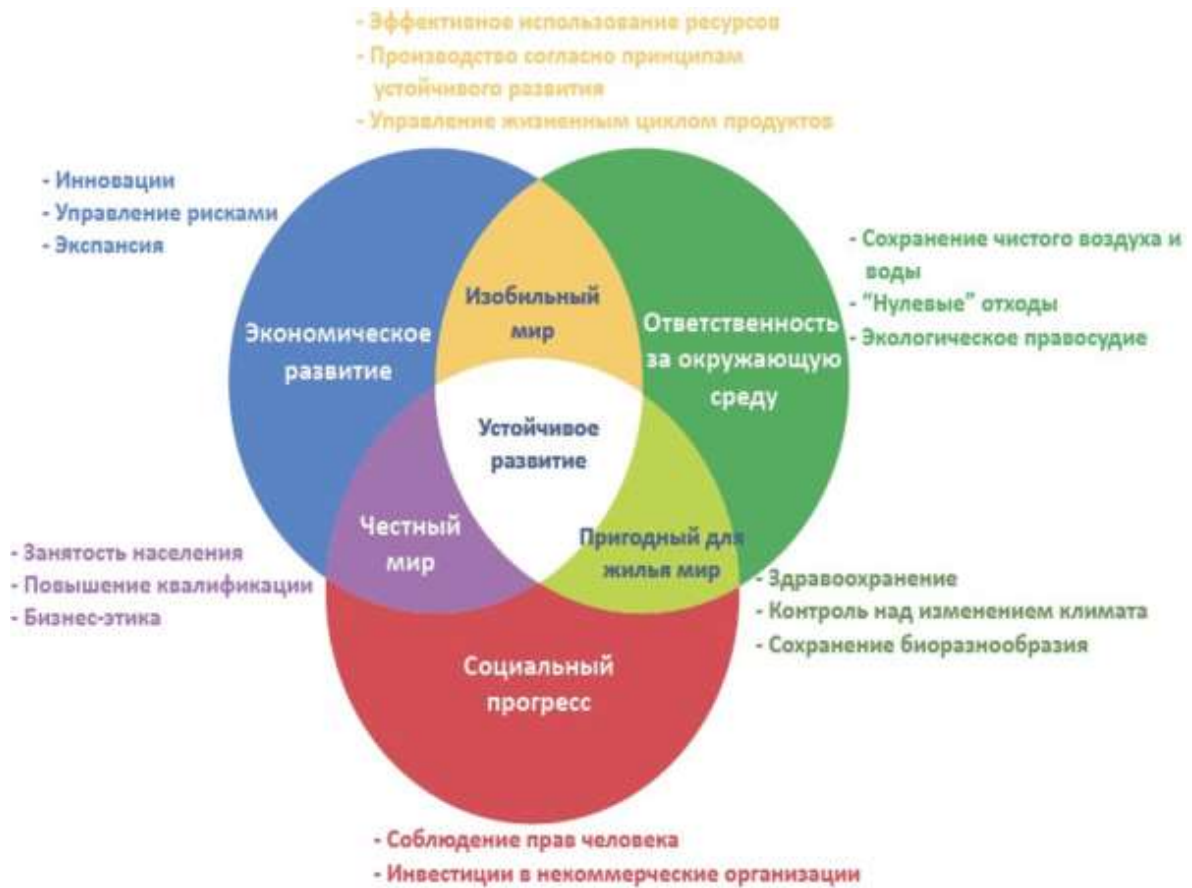 - Эффективное использование ресурсов
- Производство согласно принципам
устойчивого развития
- Управление жизненным циклом продуктов
- Инновации
- Управление рисками
- Экспансия
- Сохранение чистого воздуха и
воды
- "Нулевые" отходы
- Экологическое правосудие
Изобильный
мир
Экономическое
развитие
Ответственность
за окружающую
среду
Устойчивое
развитие
Честный
мир
Пригодный для
жилья мир
- Занятость населения
- Повышение квалификации
- Бизнес-этика
- Здравоохранение
- Контроль над изменением климата
- Сохранение биоразнообразия
Социальный
прогресс
- Соблюдение прав человека
- Инвестиции в некоммерческие организации